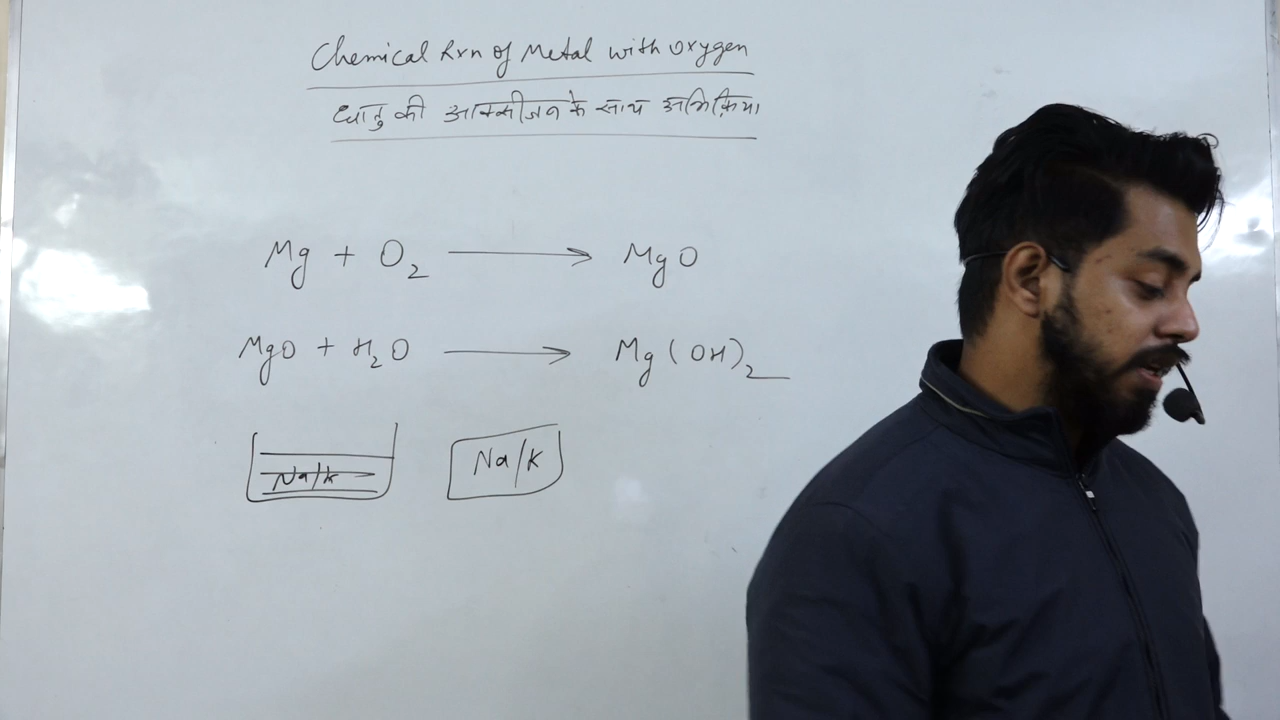 Chemical Rxn of Metal with Oxygen
धातु की आक्सीजन के साथ अभिक्रिया
Mg + O₂ ⟶ MgO
MgO + H₂O ⟶ Mg(OH)₂
Na/K Na/K